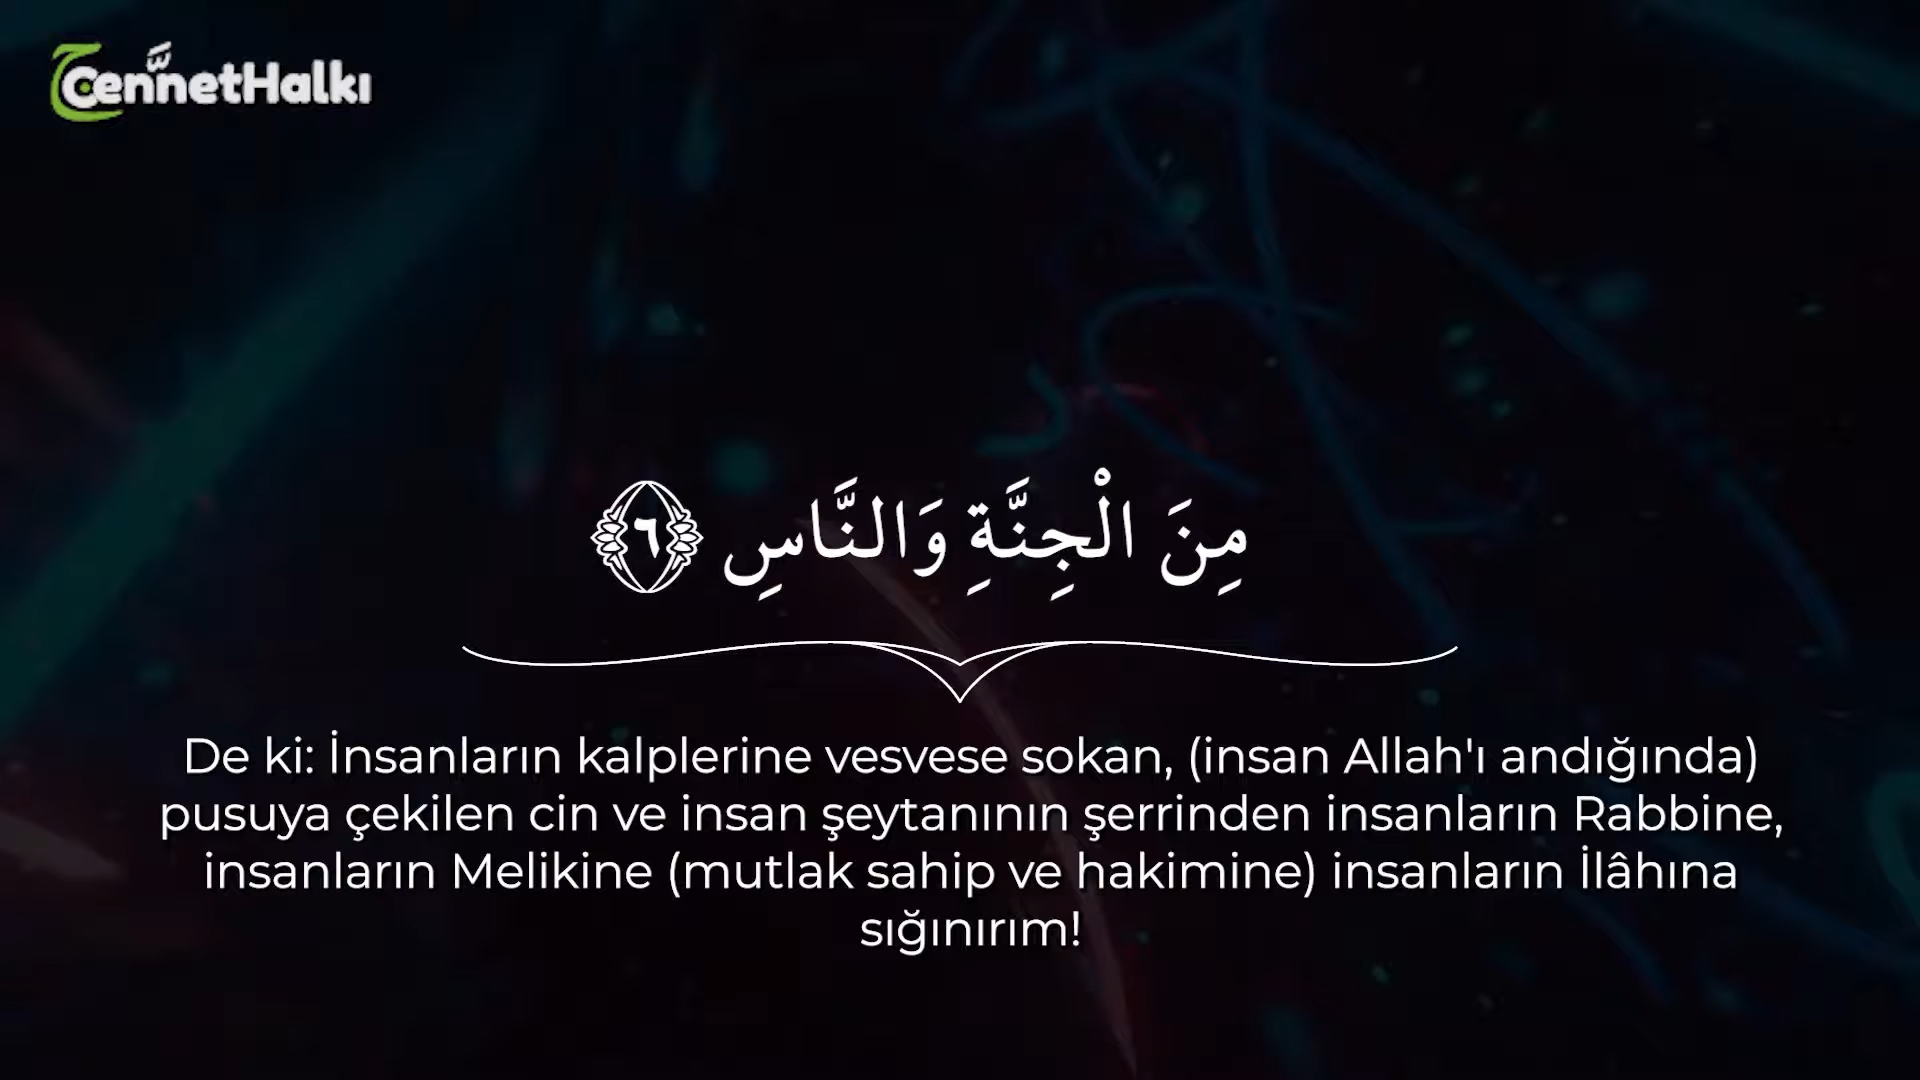 CennetHalkı
مِنَ الْجِنَّةِ وَالنَّاسِ ﴿٦﴾
De ki: İnsanların kalplerine vesvese sokan, (insan Allah'ı andığında)
pusuya çekilen cin ve insan şeytanının şerrinden insanların Rabbine,
insanların Melikine (mutlak sahip ve hakimine) insanların İlâhına
sığınırım!